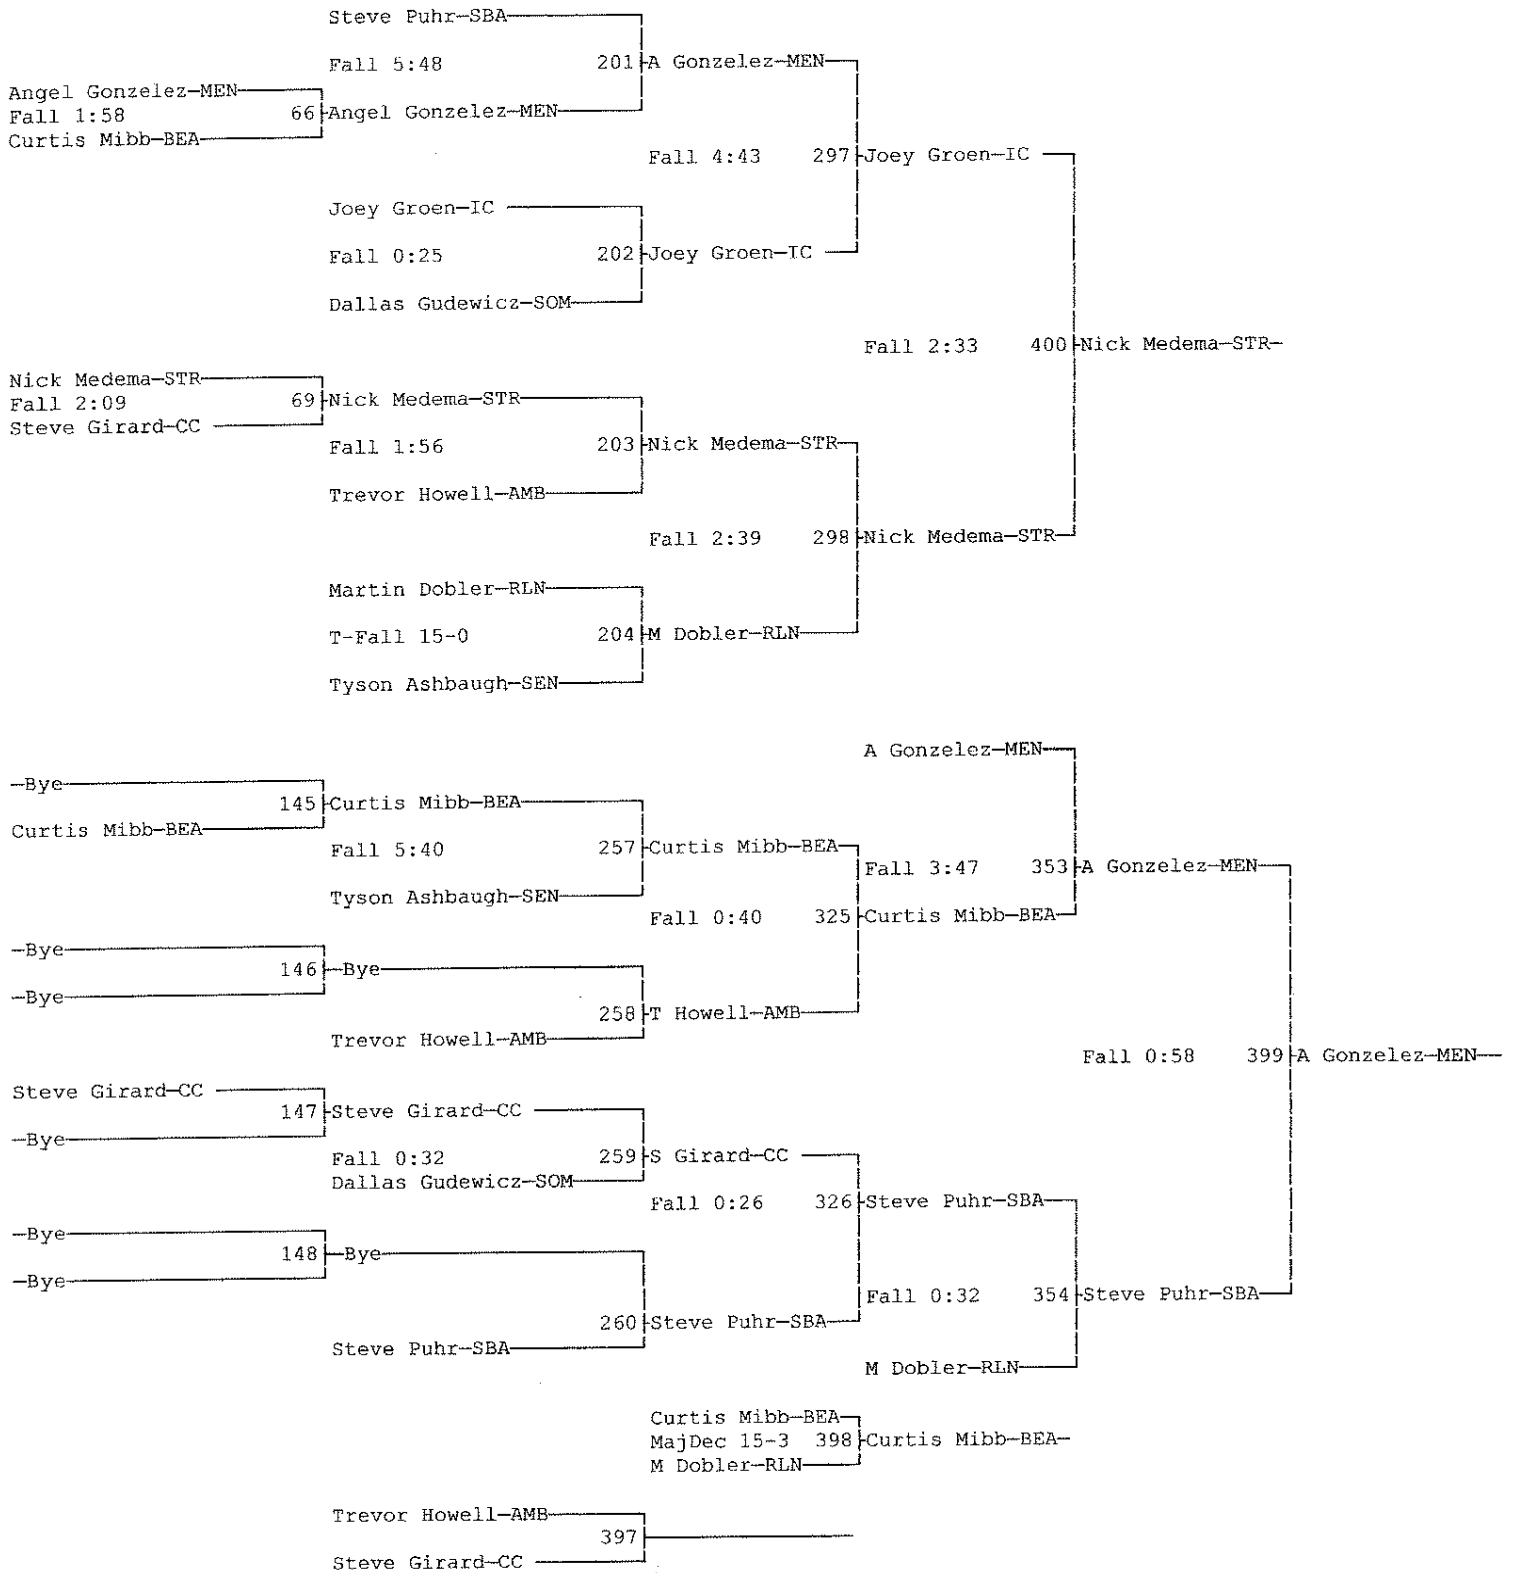 Steve Puhr-SBA
Fall 5:48 201 A Gonzelez-MEN
Angel Gonzelez-MEN
Fall 1:58 66 Angel Gonzelez-MEN
Curtis Mibb-BEA
Fall 4:43 297 Joey Groen-IC
Joey Groen-IC
Fall 0:25 202 Joey Groen-IC
Dallas Gudewicz-SOM
Fall 2:33 400 Nick Medema-STR
Nick Medema-STR
Fall 2:09 69 Nick Medema-STR
Steve Girard-CC
Fall 1:56 203 Nick Medema-STR
Trevor Howell-AMB
Fall 2:39 298 Nick Medema-STR
Martin Dobler-RLN
T-Fall 15-0 204 M Dobler-RLN
Tyson Ashbaugh-SEN
A Gonzelez-MEN
-Bye
145 Curtis Mibb-BEA
Curtis Mibb-BEA
Fall 5:40 257 Curtis Mibb-BEA
Fall 3:47 353 A Gonzelez-MEN
Tyson Ashbaugh-SEN
Fall 0:40 325 Curtis Mibb-BEA
-Bye
146 -Bye
-Bye
258 T Howell-AMB
Trevor Howell-AMB
Fall 0:58 399 A Gonzelez-MEN
Steve Girard-CC
147 Steve Girard-CC
-Bye
Fall 0:32 259 S Girard-CC
Dallas Gudewicz-SOM
Fall 0:26 326 Steve Puhr-SBA
-Bye
148 -Bye
-Bye
Fall 0:32 354 Steve Puhr-SBA
260 Steve Puhr-SBA
Steve Puhr-SBA
M Dobler-RLN
Curtis Mibb-BEA
MajDec 15-3 398 Curtis Mibb-BEA
M Dobler-RLN
Trevor Howell-AMB
397
Steve Girard-CC